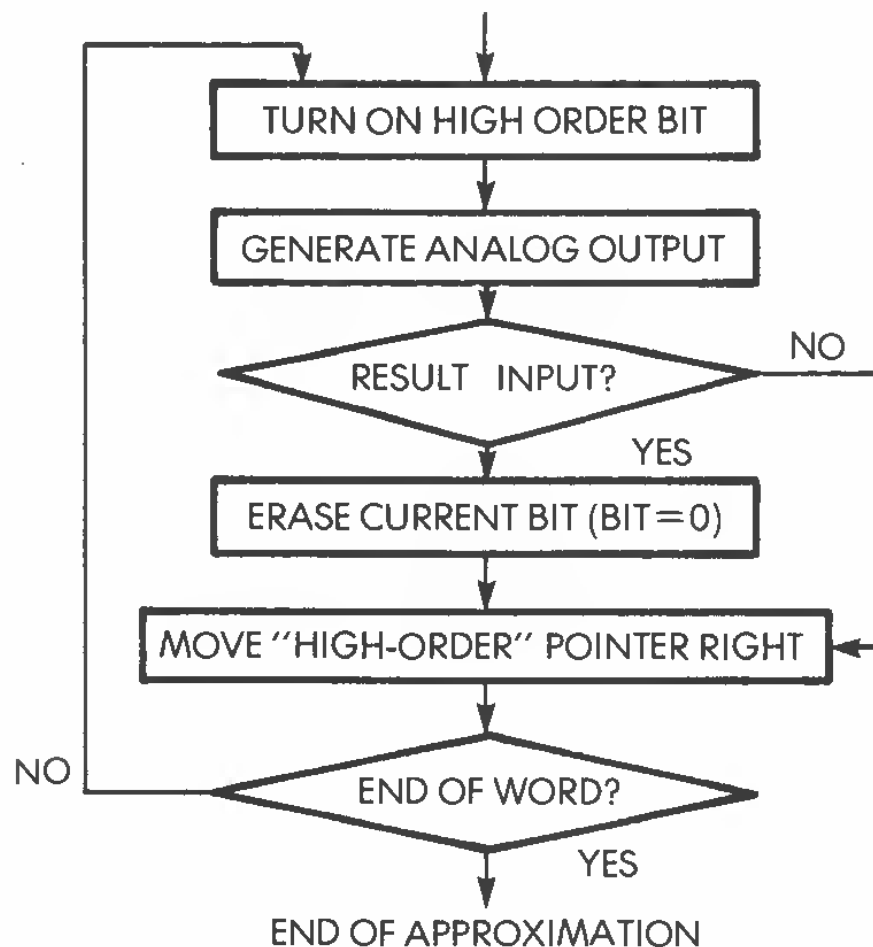 TURN ON HIGH ORDER BIT
GENERATE ANALOG OUTPUT
NO
RESULT INPUT?
YES
ERASE CURRENT BIT (BIT=0)
MOVE "HIGH-ORDER" POINTER RIGHT
NO
END OF WORD?
YES
END OF APPROXIMATION